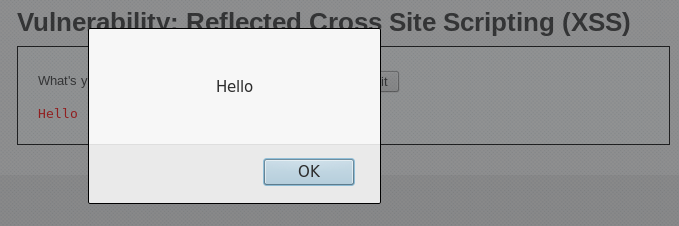 Vulnerability: Reflected Cross Site Scripting (XSS)
What's y
it
Hello
Hello
OK